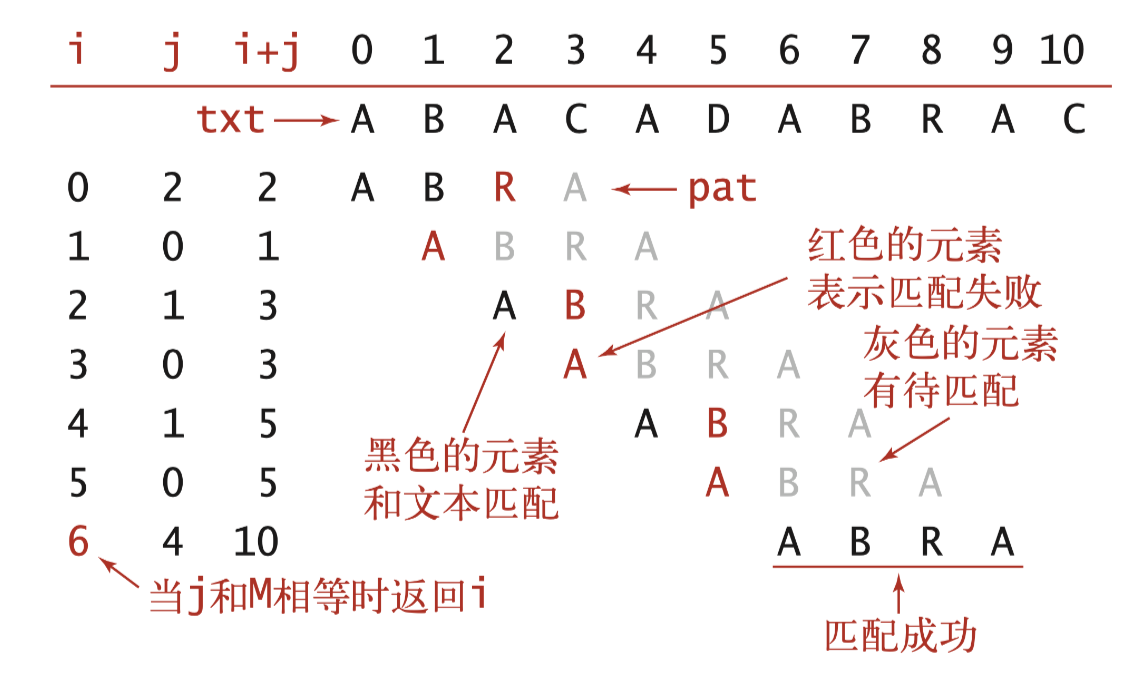 i j i+j 0 1 2 3 4 5 6 7 8 9 10
txt A B A C A D A B R A C
0 2 2 A B R A pat
1 0 1 A B R A
红色的元素
表示匹配失败
2 1 3 A B R A
灰色的元素
有待匹配
3 0 3 A B R A
4 1 5 A B R A
黑色的元素
和文本匹配
5 0 5 A B R A
6 4 10 A B R A
当j和M相等时返回i
匹配成功